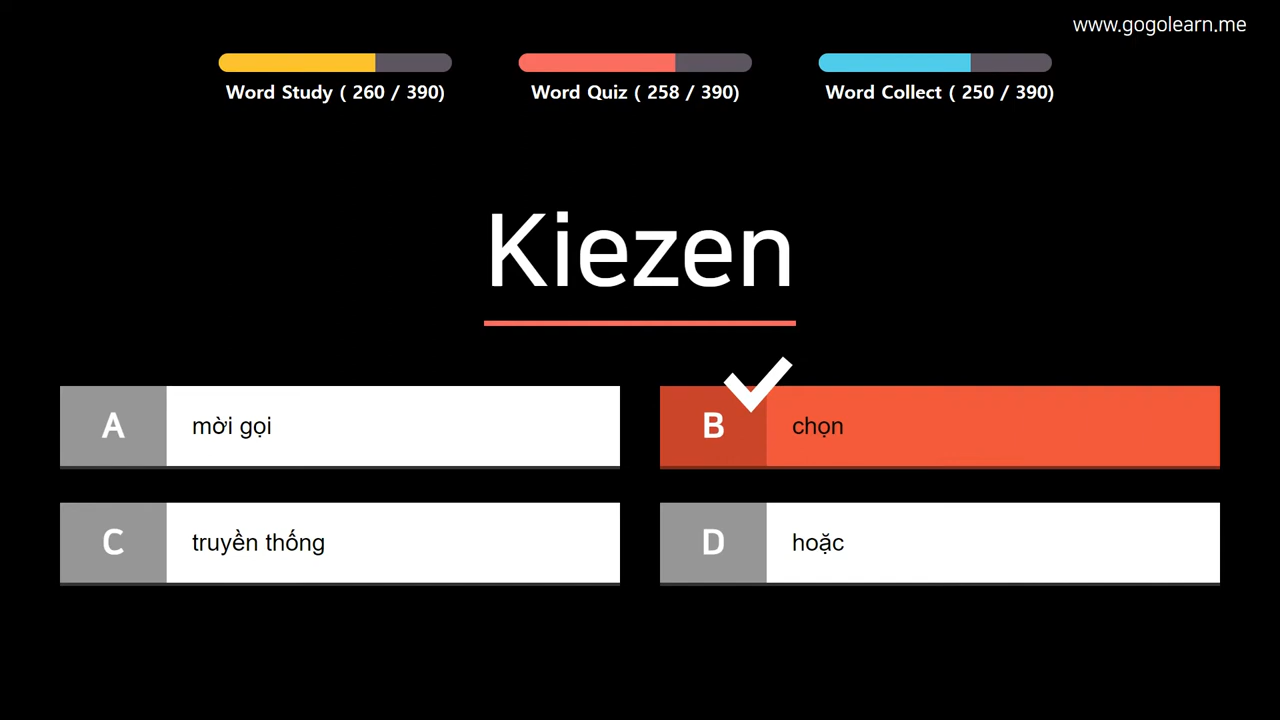 www.gogolearn.me
Word Study ( 260 / 390)
Word Quiz ( 258 / 390)
Word Collect ( 250 / 390)
Kiezen
A
mời gọi
B
chọn
C
truyền thống
D
hoặc